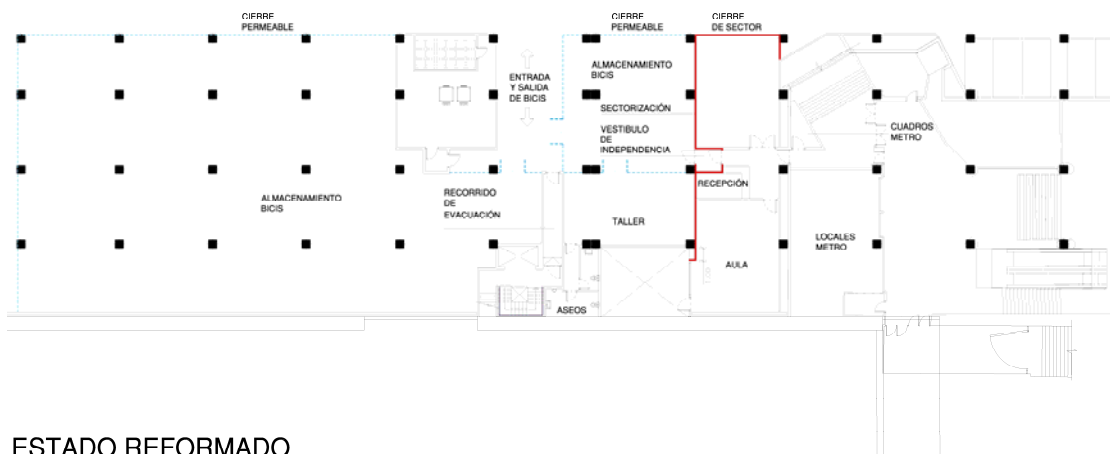 CIERRE
PERMEABLE
CIERRE
PERMEABLE
CIERRE
DE SECTOR
ALMACENAMIENTO
BICIS
ENTRADA
Y SALIDA
DE BICIS
SECTORIZACIÓN
VESTIBULO
DE
INDEPENDENCIA
CUADROS
METRO
RECEPCIÓN
RECORRIDO
DE
EVACUACIÓN
ALMACENAMIENTO
BICIS
TALLER
LOCALES
METRO
AULA
ASEOS
ESTADO REFORMADO